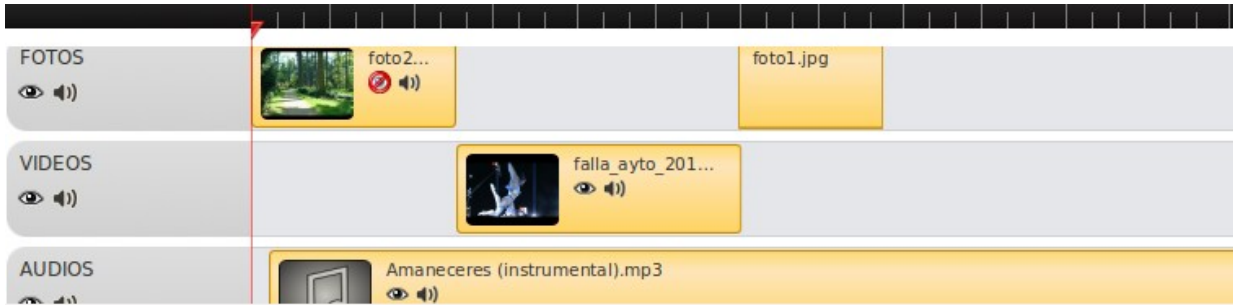 FOTOS
foto2...
foto1.jpg
VIDEOS
falla_ayto_201...
AUDIOS
Amaneceres (instrumental).mp3